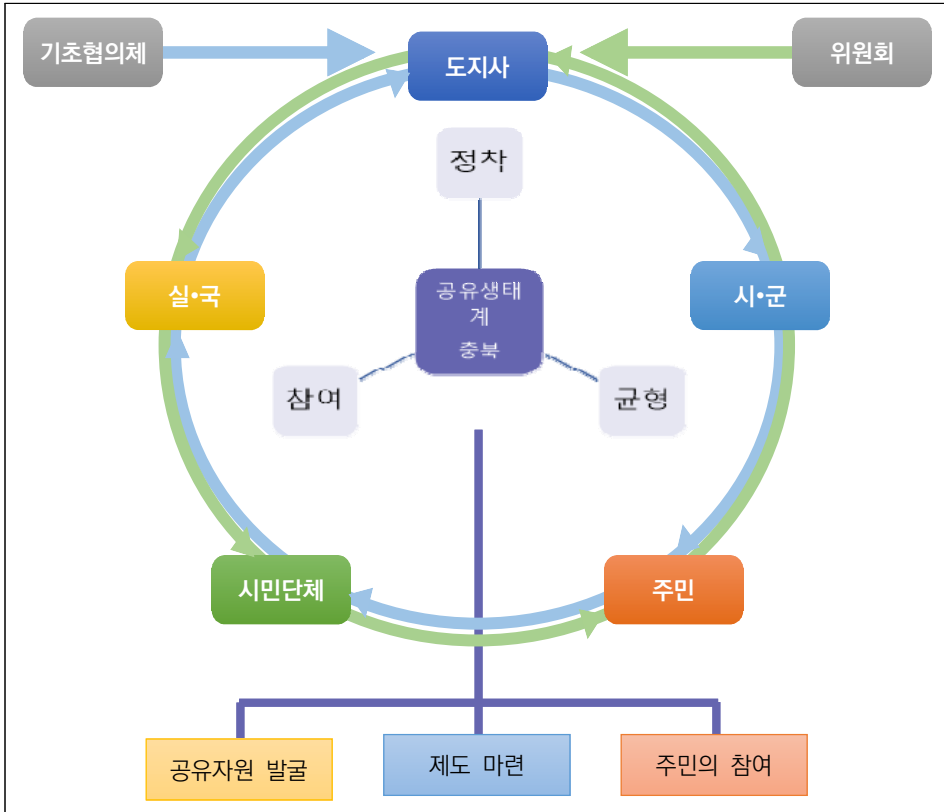 기초협의체
도지사
위원회
정착
실•국
공유생태
계
충북
시•군
참여
균형
시민단체
주민
공유자원 발굴
제도 마련
주민의 참여